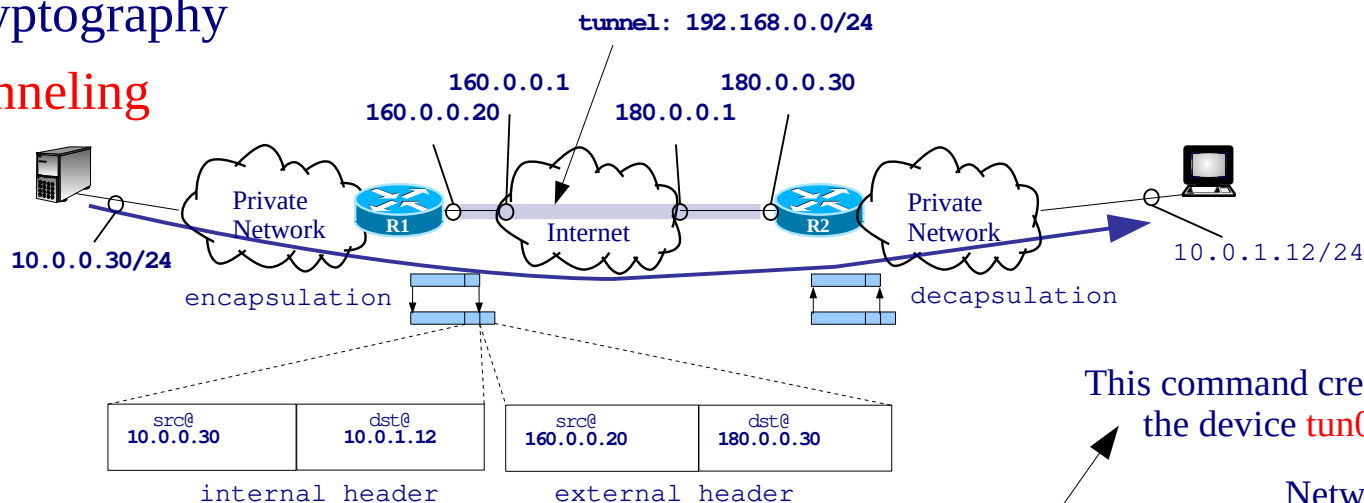 yptography
tunnel: 192.168.0.0/24
nneling
160.0.0.1
180.0.0.30
160.0.0.20
180.0.0.1
Private
Network
R1
Internet
R2
Private
Network
10.0.0.30/24
10.0.1.12/24
encapsulation
decapsulation
This command cre
the device tun0
src@
10.0.0.30
dst@
10.0.1.12
src@
160.0.0.20
dst@
180.0.0.30
internal header
external header
Netw